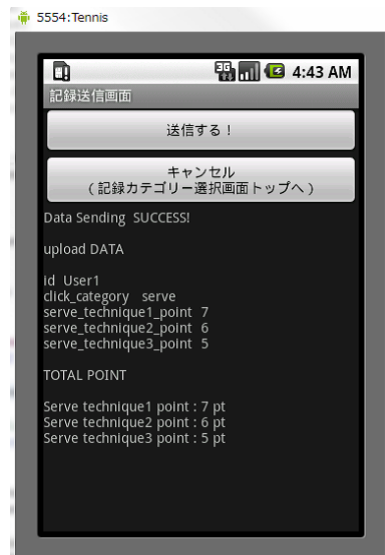 5554:Tennis
3G 4:43 AM
記録送信画面
送信する！
キャンセル
（記録カテゴリー選択画面トップへ）
Data Sending SUCCESS!
upload DATA
id User1
click_category serve
serve_technique1_point 7
serve_technique2_point 6
serve_technique3_point 5
TOTAL POINT
Serve technique1 point : 7 pt
Serve technique2 point : 6 pt
Serve technique3 point : 5 pt